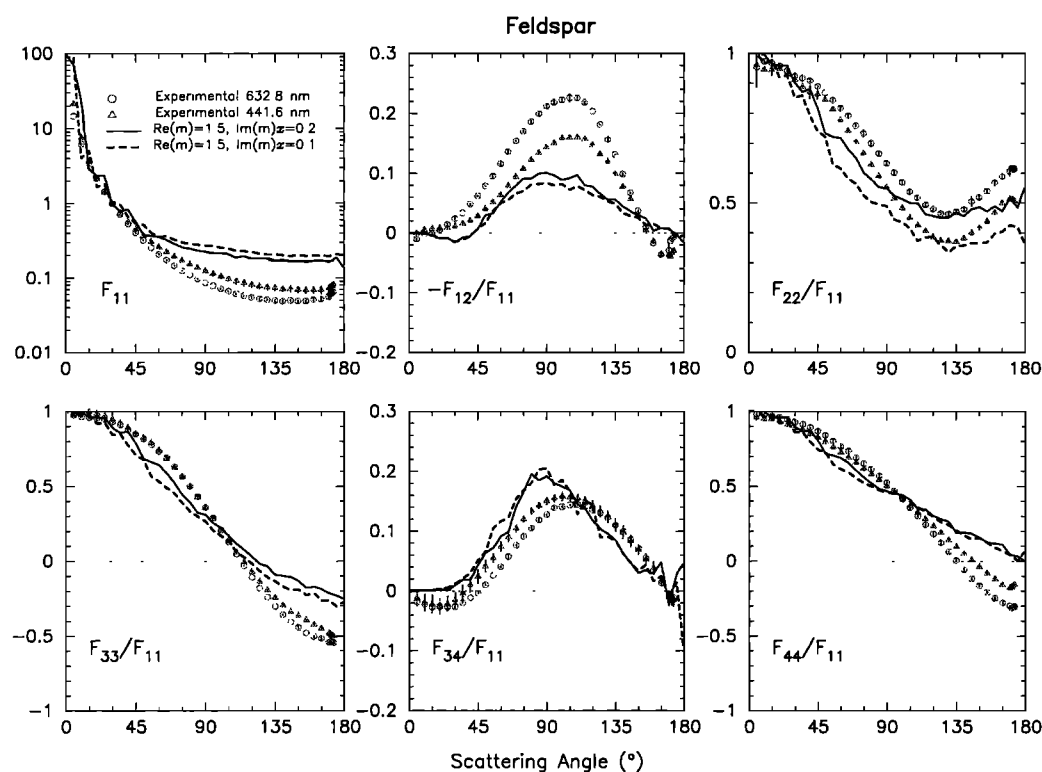 Feldspar
100
10
1
0.1
0.01
0 45 90 135 180
Experimental 632 8 nm
Experimental 441.6 nm
Re(m)=1 5, Im(m)x=0 2
Re(m)=1 5, Im(m)x=0 1
F11
0.3
0.2
0.1
0
-0.1
-0.2
0 45 90 135 180
-F12/F11
1
0.5
0
0 45 90 135 180
F22/F11
1
0.5
0
-0.5
-1
0 45 90 135 180
F33/F11
0.3
0.2
0.1
0
-0.1
-0.2
0 45 90 135 180
F34/F11
1
0.5
0
-0.5
-1
0 45 90 135 180
F44/F11
Scattering Angle (°)